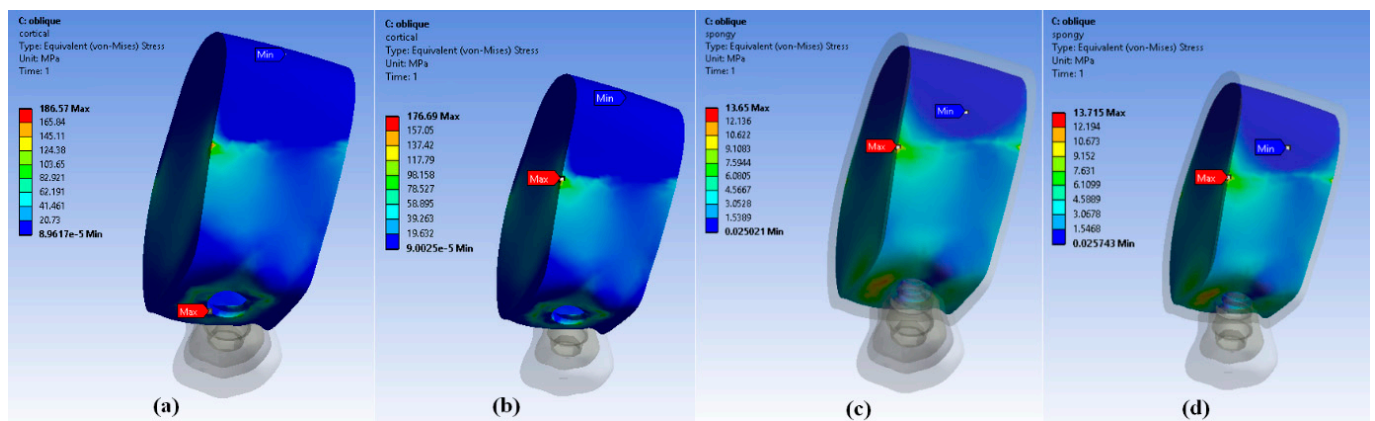 C: oblique
cortical
Type: Equivalent (von-Mises) Stress
Unit: MPa
Time: 1
186.57 Max
165.84
145.11
124.38
103.65
82.921
62.191
41.461
20.73
8.9617e-5 Min
Min
Max
(a)
C: oblique
cortical
Type: Equivalent (von-Mises) Stress
Unit: MPa
Time: 1
176.69 Max
157.05
137.42
117.79
98.158
78.527
58.895
39.263
19.632
9.0025e-5 Min
Min
Max
(b)
C: oblique
spongy
Type: Equivalent (von-Mises) Stress
Unit: MPa
Time: 1
13.65 Max
12.136
10.622
9.1083
7.5944
6.0805
4.5667
3.0528
1.5389
0.025021 Min
Min
Max
(c)
C: oblique
spongy
Type: Equivalent (von-Mises) Stress
Unit: MPa
Time: 1
13.715 Max
12.194
10.673
9.152
7.631
6.1099
4.5889
3.0678
1.5468
0.025743 Min
Min
Max
(d)